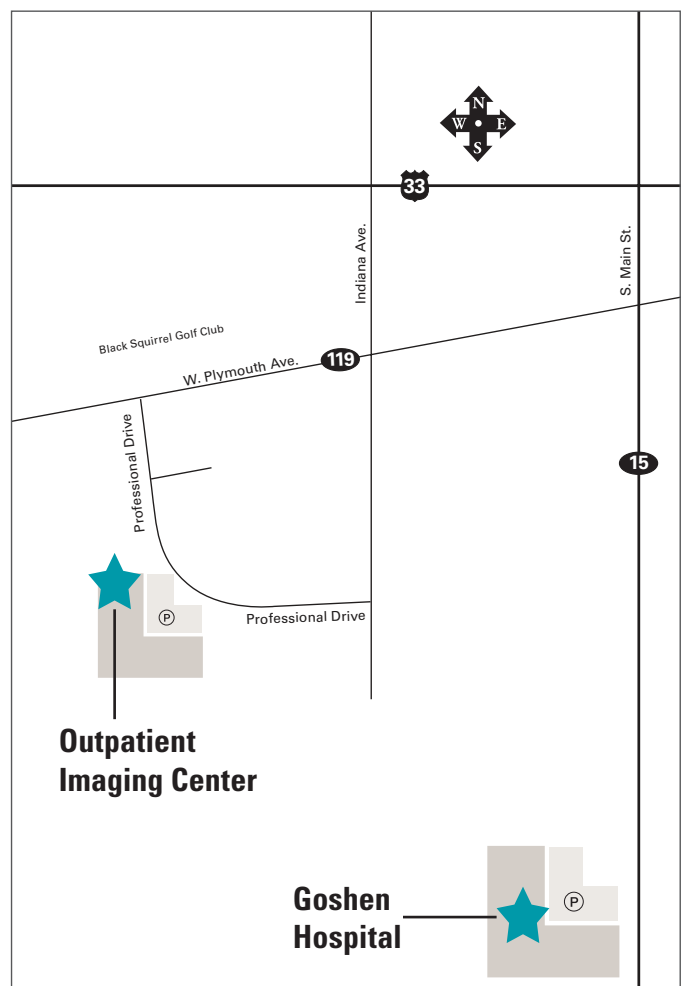 N
W E
S
33
Indiana Ave.
S. Main St.
Black Squirrel Golf Club
W. Plymouth Ave.
119
Professional Drive
15
P
Professional Drive
Outpatient
Imaging Center
Goshen
Hospital
P